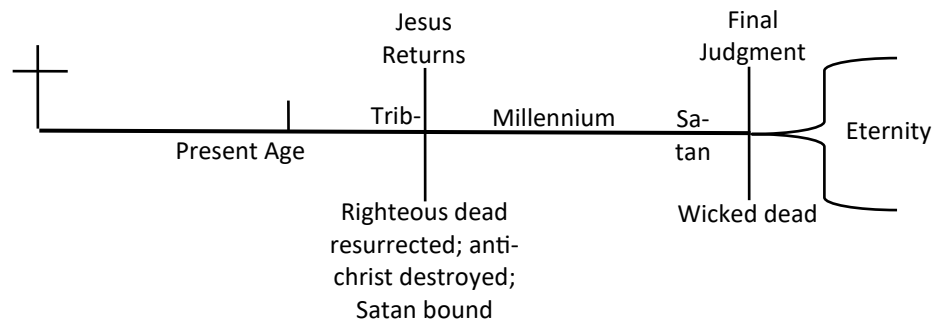 Jesus
Returns
Final
Judgment
Trib-
Millennium
Sa-
tan
Eternity
Present Age
Righteous dead
resurrected; anti-
christ destroyed;
Satan bound
Wicked dead